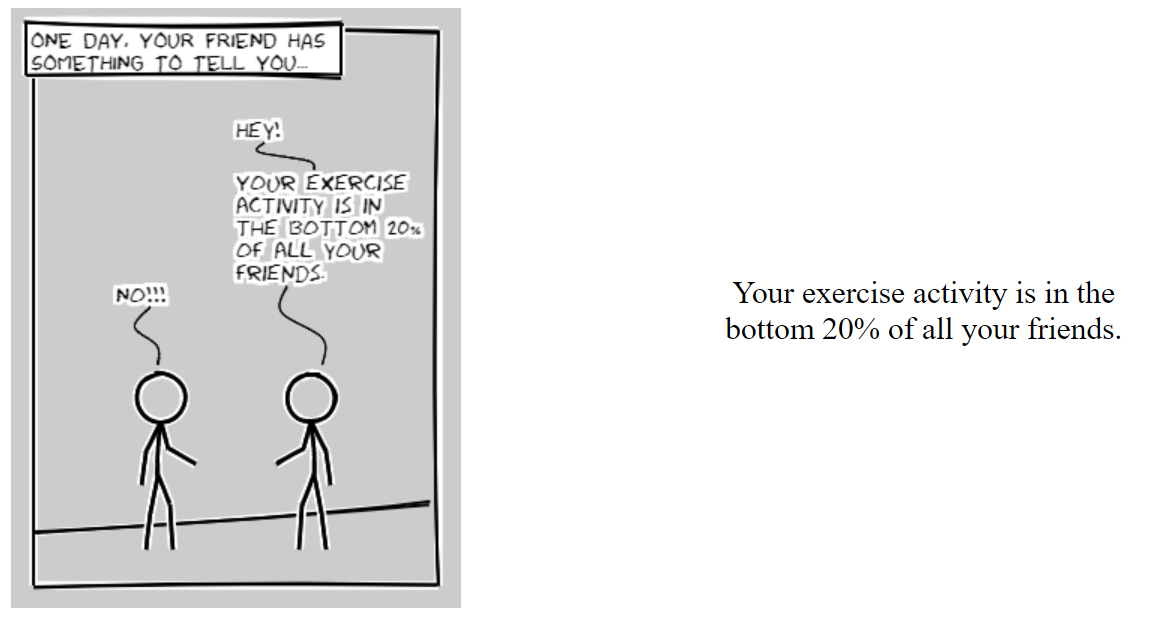 ONE DAY, YOUR FRIEND HAS
SOMETHING TO TELL YOU...
HEY!
YOUR EXERCISE
ACTIVITY IS IN
THE BOTTOM 20%
OF ALL YOUR
FRIENDS.
NO!!!
Your exercise activity is in the
bottom 20% of all your friends.